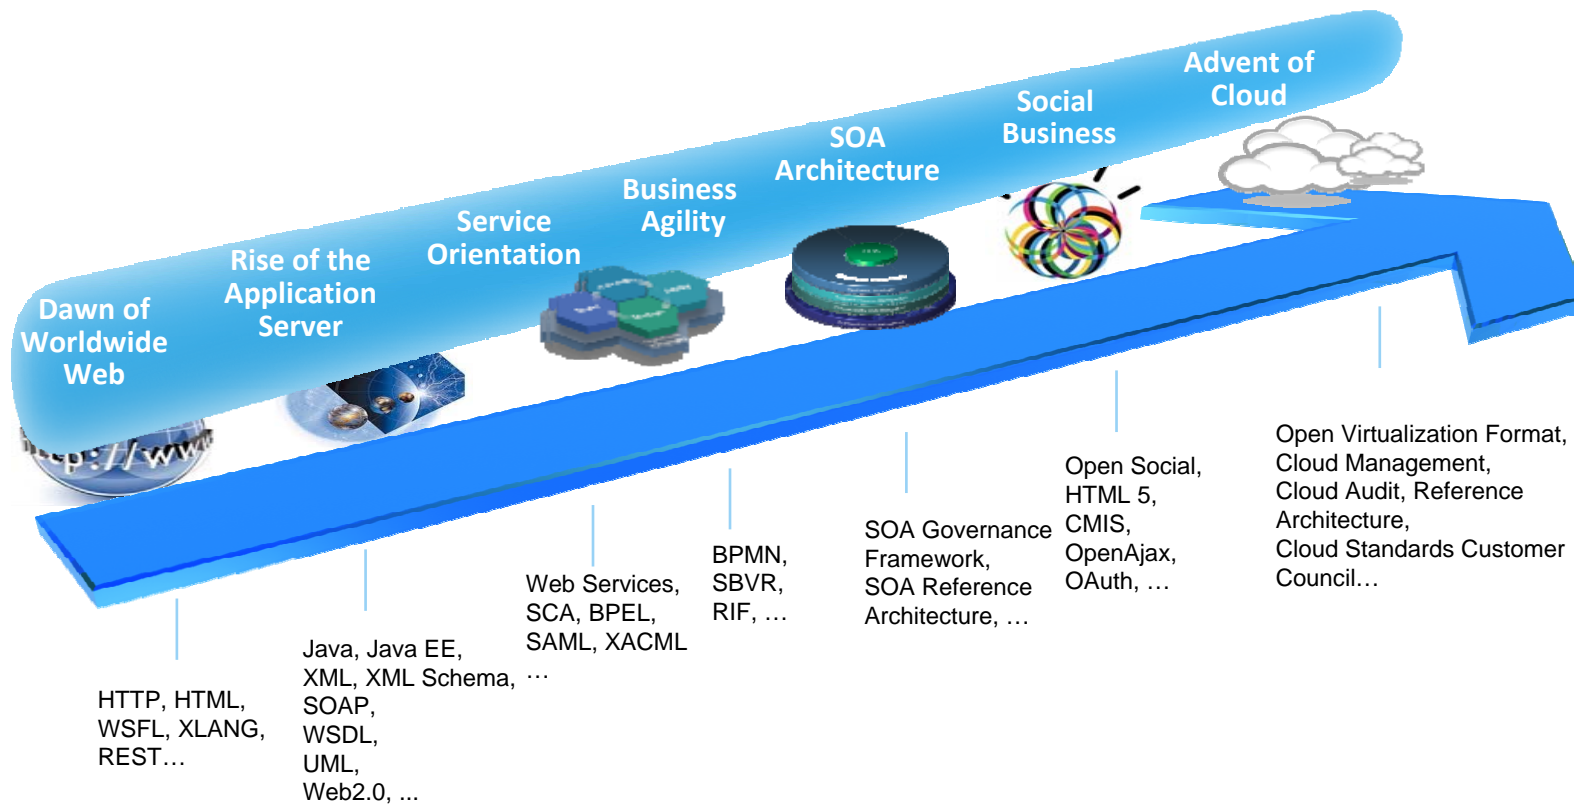 Dawn of
Worldwide
Web
Rise of the
Application
Server
Service
Orientation
Business
Agility
SOA
Architecture
Social
Business
Advent of
Cloud
HTTP, HTML,
WSFL, XLANG,
REST…
Java, Java EE,
XML, XML Schema,
SOAP,
WSDL,
UML,
Web2.0, ...
Web Services,
SCA, BPEL,
SAML, XACML
…
BPMN,
SBVR,
RIF, …
SOA Governance
Framework,
SOA Reference
Architecture, …
Open Social,
HTML 5,
CMIS,
OpenAjax,
OAuth, …
Open Virtualization Format,
Cloud Management,
Cloud Audit, Reference
Architecture,
Cloud Standards Customer
Council…